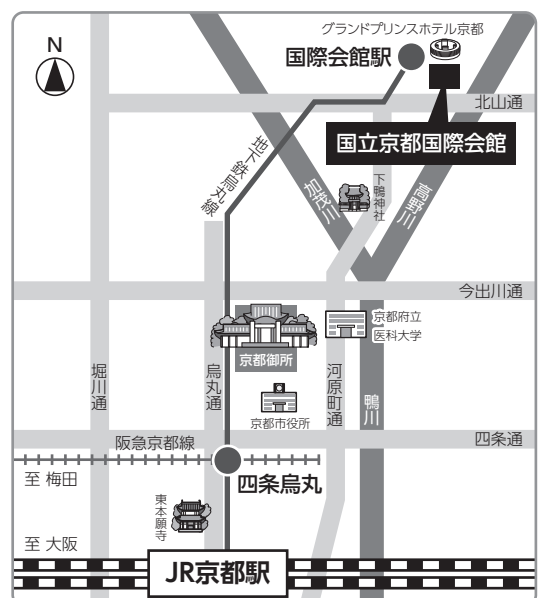 グランドプリンスホテル京都
N
国際会館駅
北山通
国立京都国際会館
地下鉄烏丸線
加茂川
下鴨神社
高野川
今出川通
京都府立
医科大学
京都御所
堀川通
烏丸通
河原町通
鴨川
京都市役所
阪急京都線
四条通
至 梅田
四条烏丸
東本願寺
至 大阪
JR京都駅